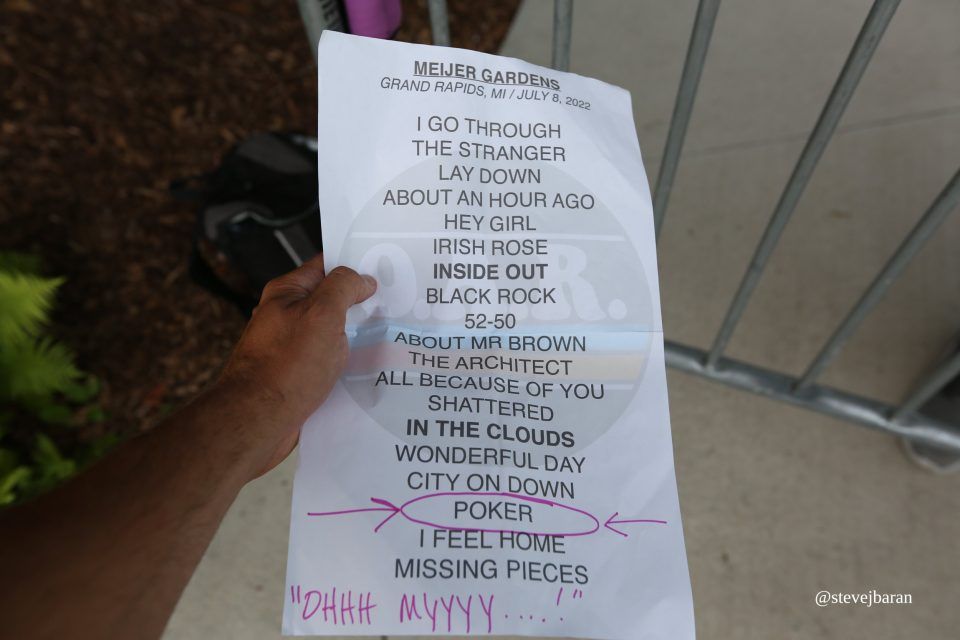 MEIJER GARDENS
GRAND RAPIDS, MI / JULY 8, 2022
I GO THROUGH
THE STRANGER
LAY DOWN
ABOUT AN HOUR AGO
HEY GIRL
IRISH ROSE
INSIDE OUT
BLACK ROCK
52-50
ABOUT MR BROWN
THE ARCHITECT
ALL BECAUSE OF YOU
SHATTERED
IN THE CLOUDS
WONDERFUL DAY
CITY ON DOWN
POKER
I FEEL HOME
MISSING PIECES
"OHHH MYYYY....!"
O.A.R.
@stevejbaran